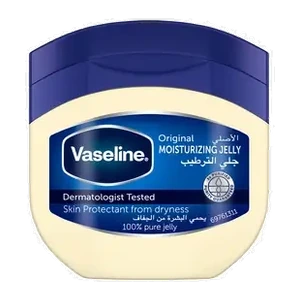 Original الأصلي
MOISTURIZING JELLY
جلي الترطيب
Vaseline.
Dermatologist Tested
Skin Protectant from dryness
يحمي البشرة من الجفاف
100% pure jelly
69761311